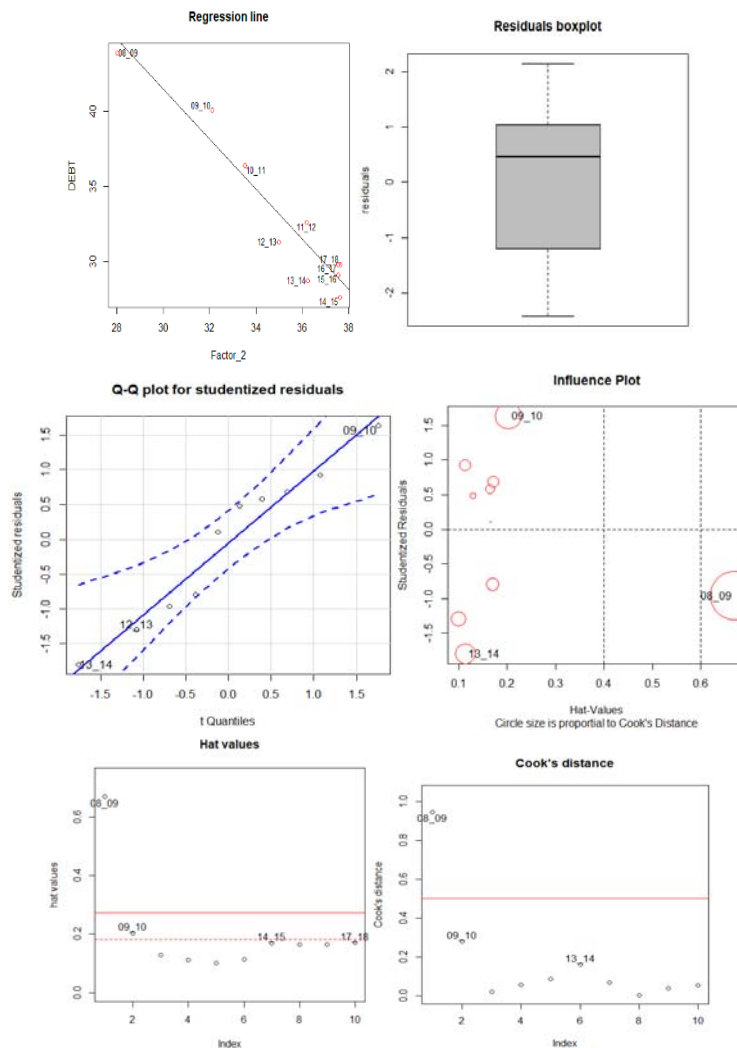 Regression line
08_09
09_10
10_11
11_12
12_13
17_18
13_14
15_16
14_15
DEBT
40
35
30
28 30 32 34 36 38
Factor_2
Residuals boxplot
residuals
2
1
0
-1
-2
Q-Q plot for studentized residuals
Studentized residuals
1.5
1.0
0.5
0.0
-0.5
-1.0
-1.5
09_10
12_13
13_14
-1.5 -1.0 -0.5 0.0 0.5 1.0 1.5
t Quantiles
Influence Plot
Studentized Residuals
1.5
1.0
0.5
0.0
-0.5
-1.0
-1.5
09_10
08_09
13_14
0.1 0.2 0.3 0.4 0.5 0.6
Hat-Values
Circle size is proportial to Cook's Distance
Hat values
hat values
0.6
0.4
0.2
0.0
08_09
09_10
14_15
17_18
2 4 6 8 10
Index
Cook's distance
Cook's distance
1.0
0.8
0.6
0.4
0.2
0.0
08_09
09_10
13_14
2 4 6 8 10
Index